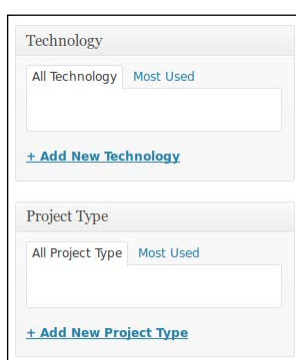 Technology
All Technology Most Used
+ Add New Technology
Project Type
All Project Type Most Used
+ Add New Project Type